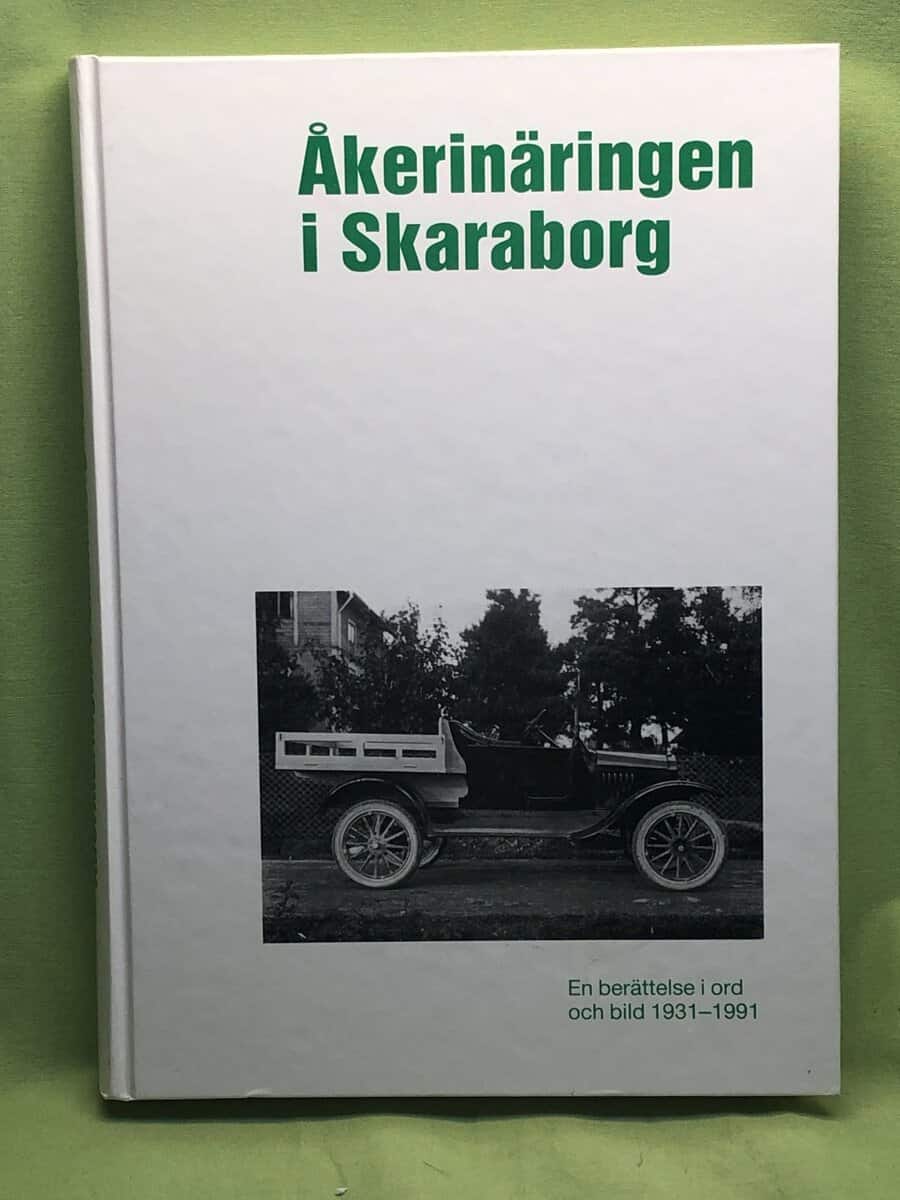 Åkerinäringen
i Skaraborg
En berättelse i ord
och bild 1931–1991